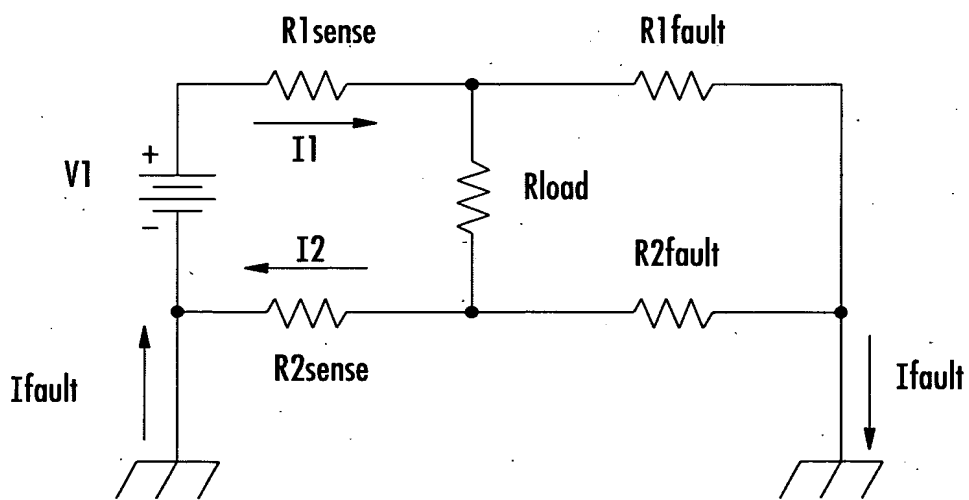 R1sense
R1fault
I1
+
V1
-
Rload
I2
R2fault
R2sense
Ifault
Ifault